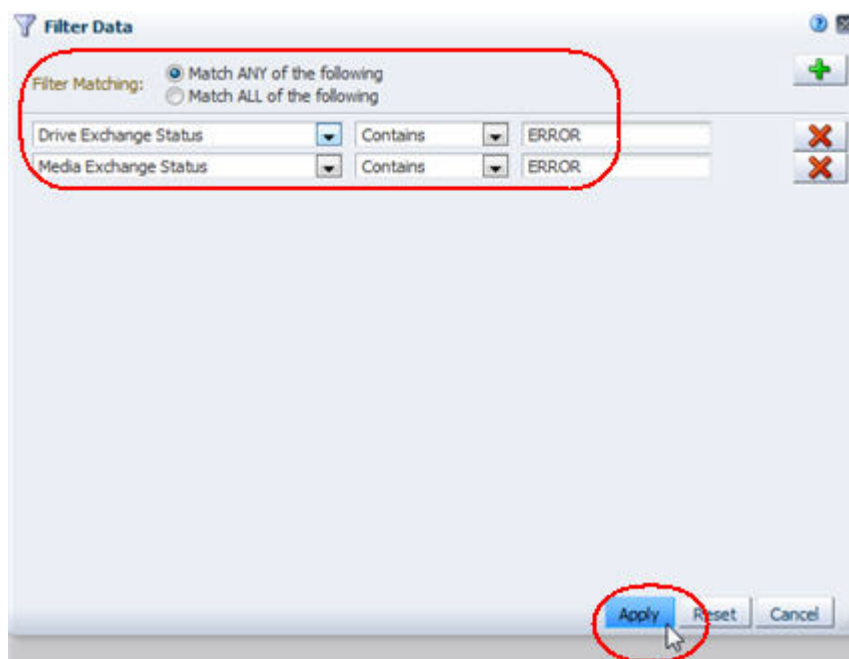 Filter Data
Filter Matching:
Match ANY of the following
Match ALL of the following
Drive Exchange Status Contains ERROR
Media Exchange Status Contains ERROR
Apply Reset Cancel